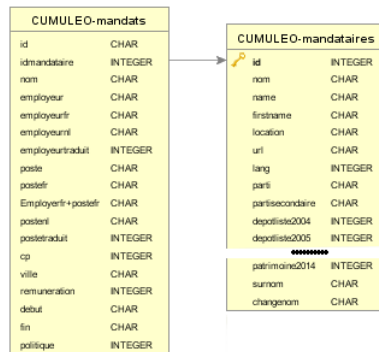 CUMULEO-mandats
id CHAR
idmandataire INTEGER
nom CHAR
employeur CHAR
employeurfr CHAR
employeurnl CHAR
employeurtraduit INTEGER
poste CHAR
postefr CHAR
Employerfr+postefr CHAR
postenl CHAR
postetraduit INTEGER
cp INTEGER
ville CHAR
remuneration INTEGER
debut CHAR
fin CHAR
politique INTEGER
CUMULEO-mandataires
id INTEGER
nom CHAR
name CHAR
firstname CHAR
location CHAR
url CHAR
lang INTEGER
parti CHAR
partisecondaire CHAR
depotliste2004 INTEGER
depotliste2005 INTEGER
patrimoine2014 INTEGER
surnom CHAR
changenom CHAR